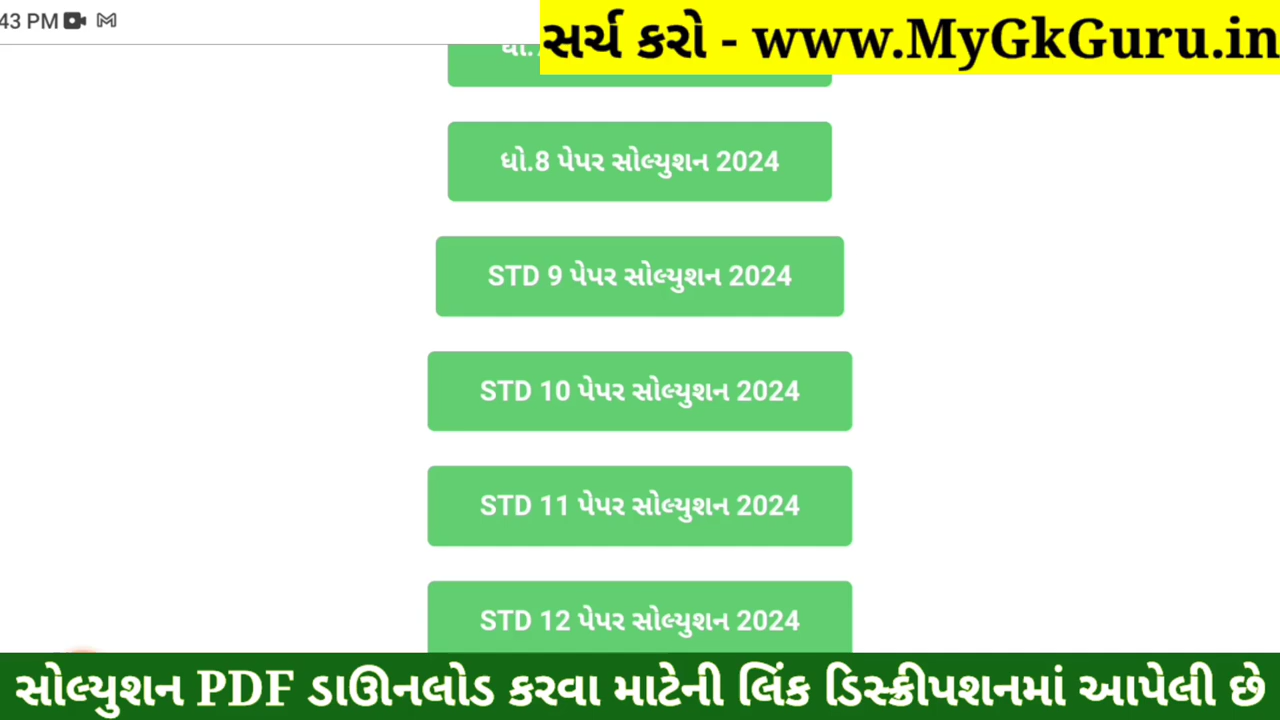 43 PM
સર્ચ કરો - www.MyGkGuru.in
ધો.8 પેપર સોલ્યુશન 2024
STD 9 પેપર સોલ્યુશન 2024
STD 10 પેપર સોલ્યુશન 2024
STD 11 પેપર સોલ્યુશન 2024
STD 12 પેપર સોલ્યુશન 2024
સોલ્યુશન PDF ડાઊનલોડ કરવા માટેની લિંક ડિસ્ક્રીપશનમાં આપેલી છે